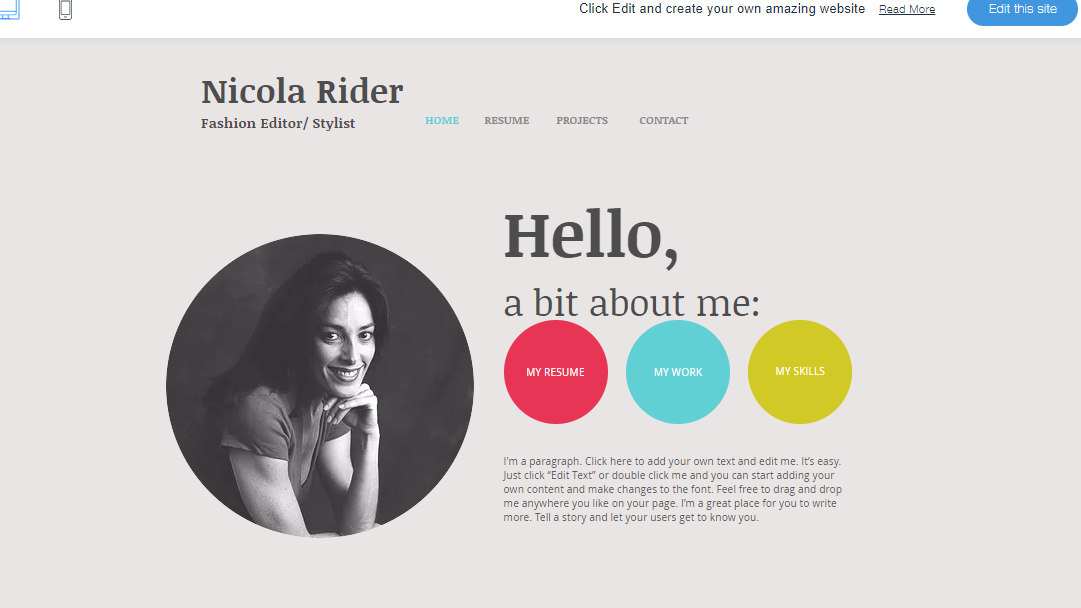 Click Edit and create your own amazing website Read More Edit this site
Nicola Rider
Fashion Editor/ Stylist
HOME RESUME PROJECTS CONTACT
Hello,
a bit about me:
MY RESUME MY WORK MY SKILLS
I'm a paragraph. Click here to add your own text and edit me. It's easy.
Just click “Edit Text” or double click me and you can start adding your
own content and make changes to the font. Feel free to drag and drop
me anywhere you like on your page. I'm a great place for you to write
more. Tell a story and let your users get to know you.